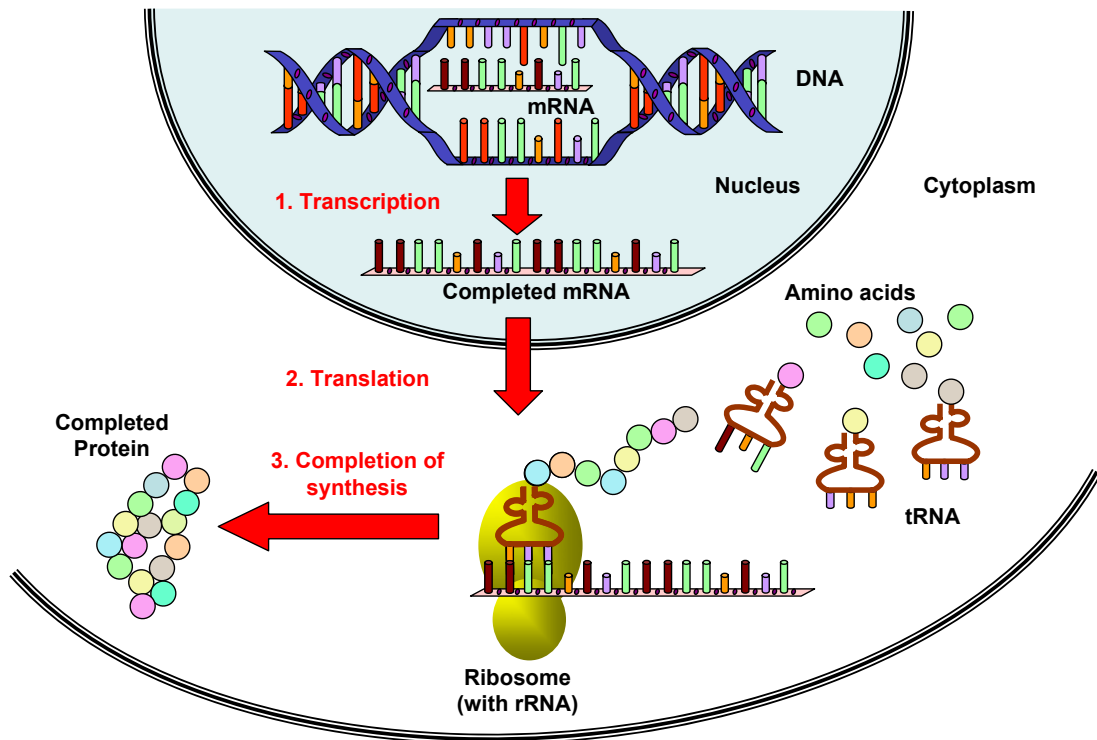 DNA
mRNA
Nucleus
Cytoplasm
1. Transcription
Completed mRNA
Amino acids
2. Translation
Completed
Protein
3. Completion of
synthesis
tRNA
Ribosome
(with rRNA)